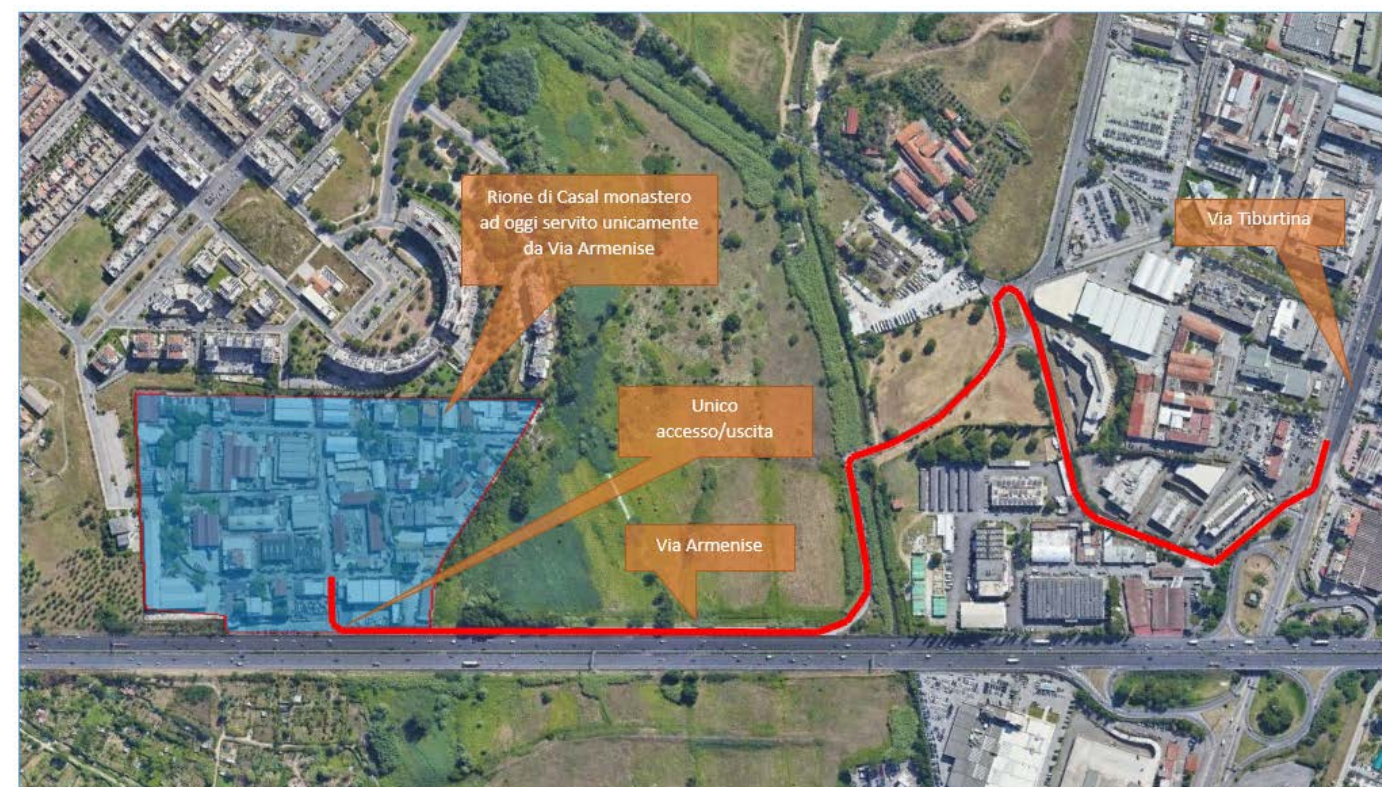 Rione di Casal monastero
ad oggi servito unicamente
da Via Armenise
Via Tiburtina
Unico
accesso/uscita
Via Armenise